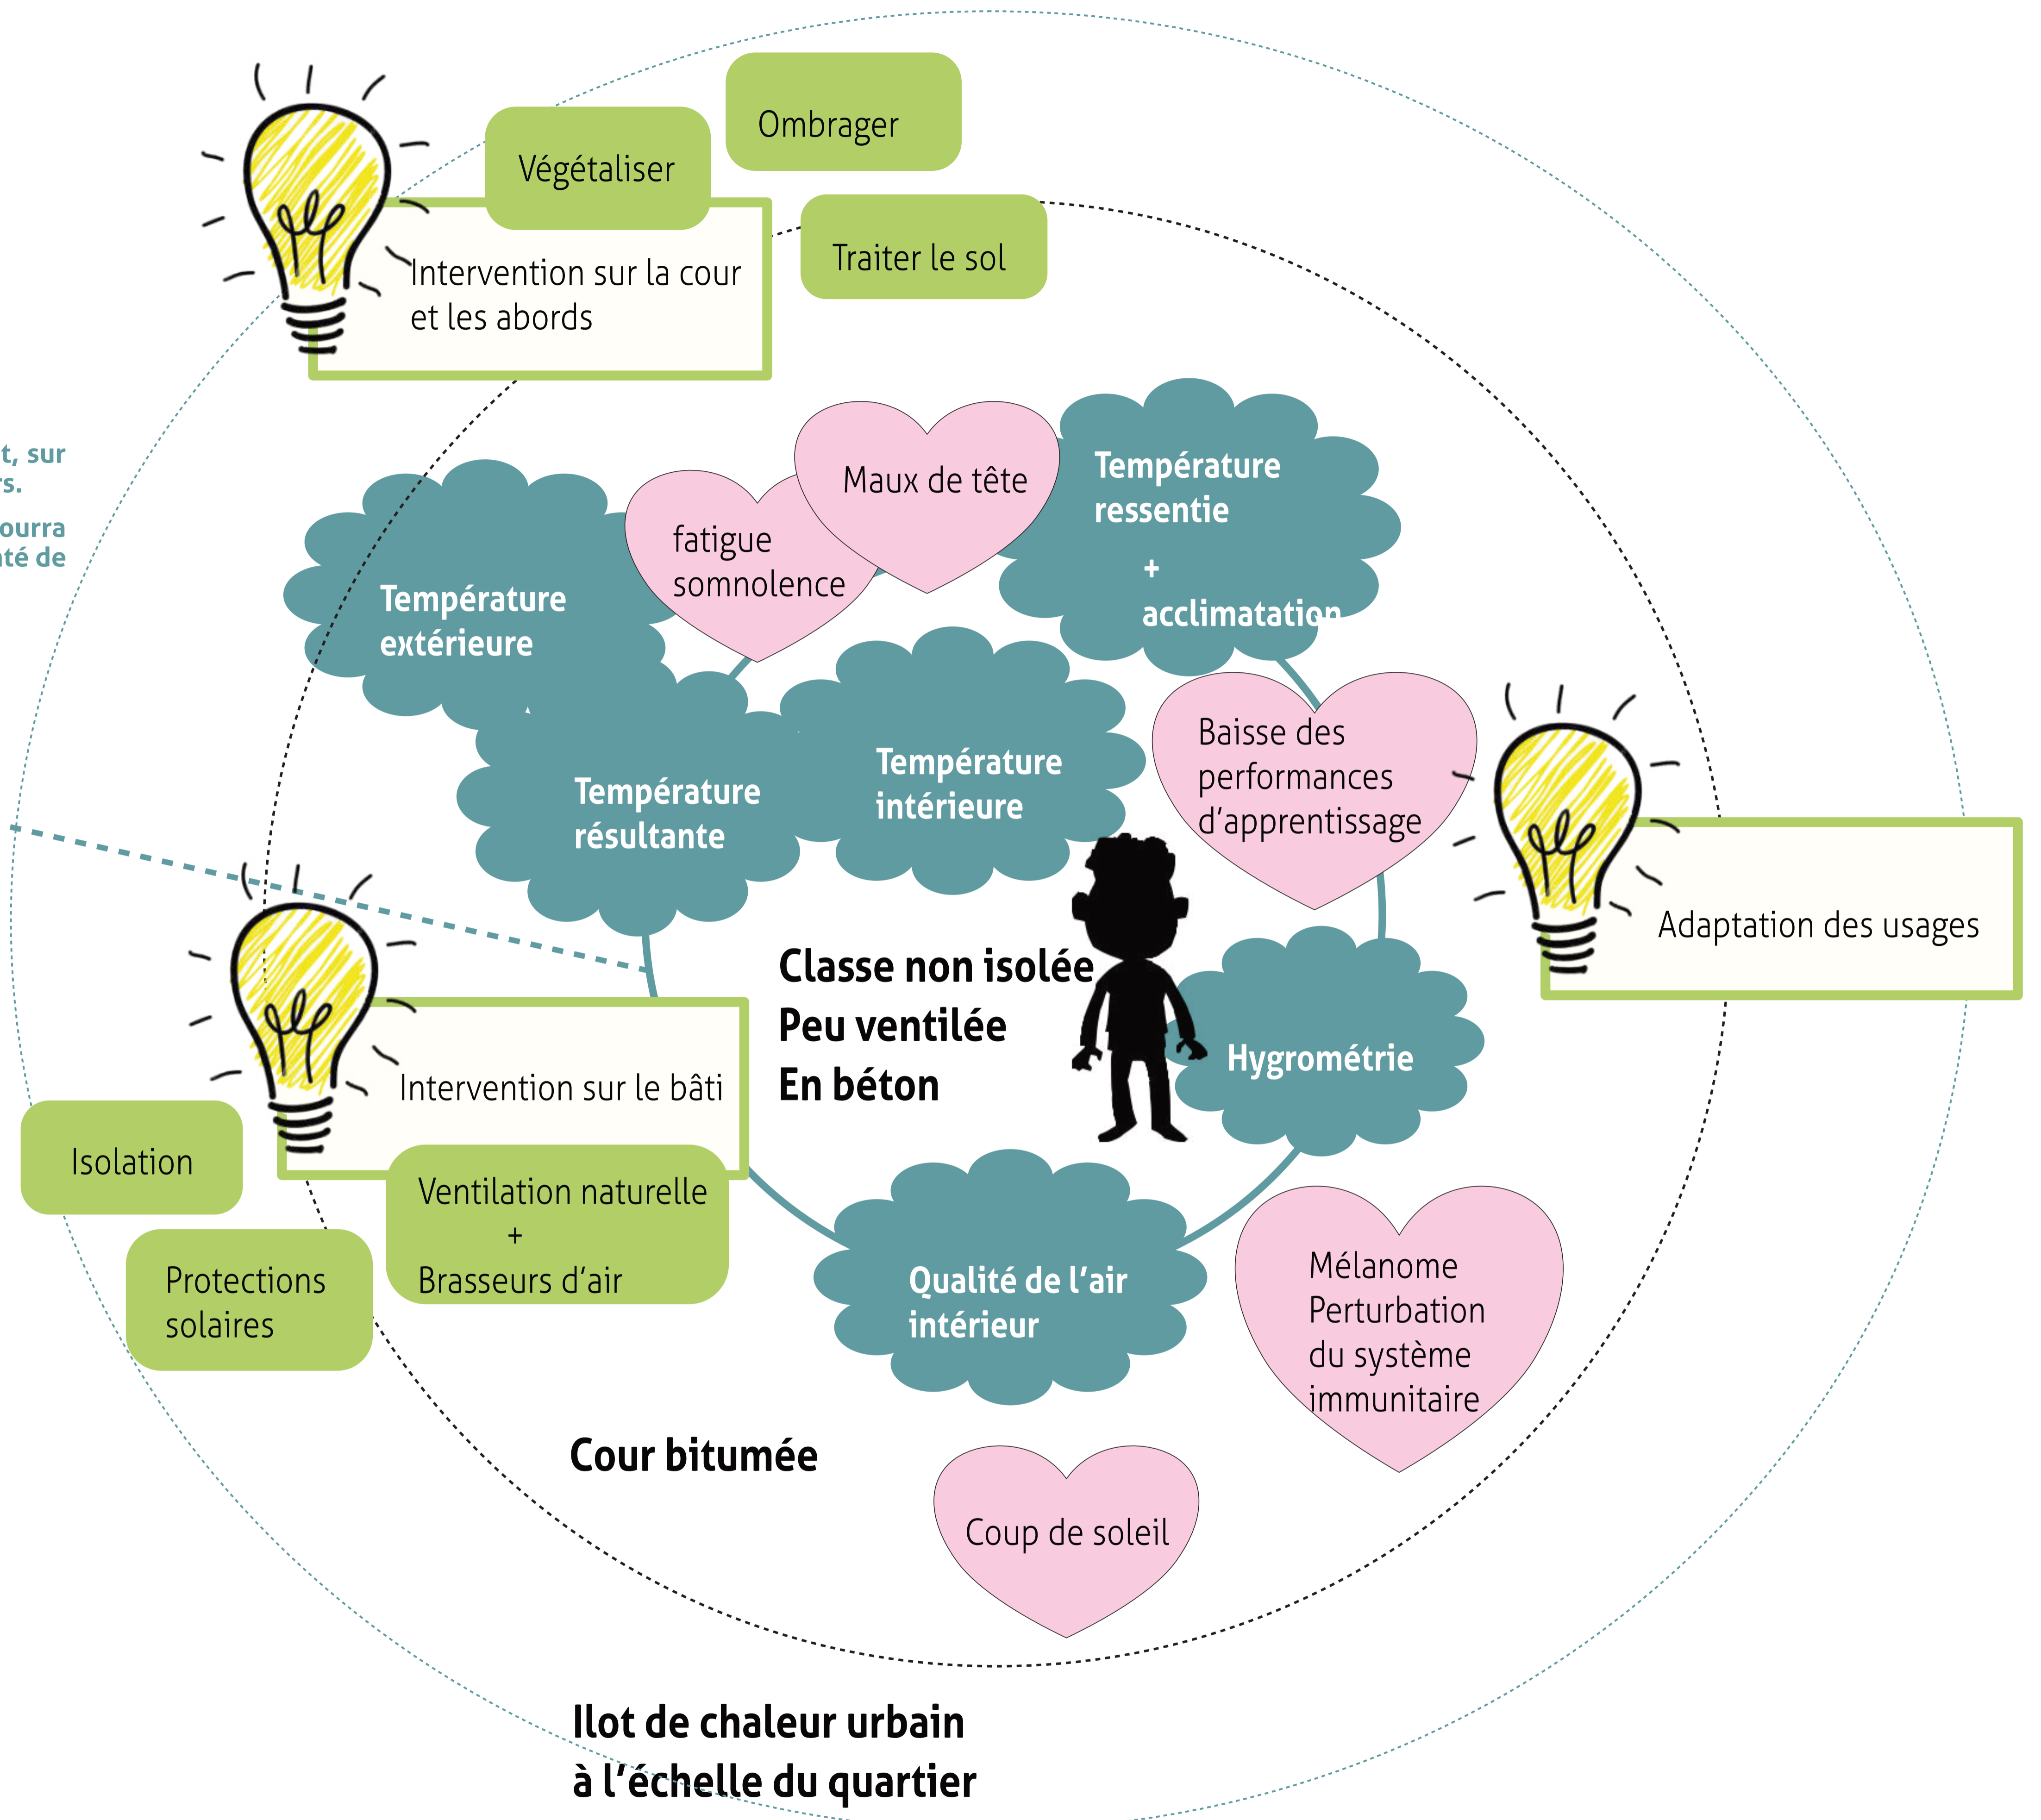 Ombrager
Végétaliser
Traiter le sol
Intervention sur la cour
et les abords
t, sur
Maux de tête
Température
ressentie
+
acclimatation
fatigue
somnolence
Température
extérieure
Baisse des
performances
d'apprentissage
Température
intérieure
Température
résultante
Adaptation des usages
Classe non isolée
Peu ventilée
En béton
Hygrométrie
Intervention sur le bâti
Isolation
Ventilation naturelle
+
Brasseurs d'air
Protections
solaires
Qualité de l'air
intérieur
Mélanome
Perturbation
du système
immunitaire
Cour bitumée
Coup de soleil
Ilot de chaleur urbain
à l'échelle du quartier